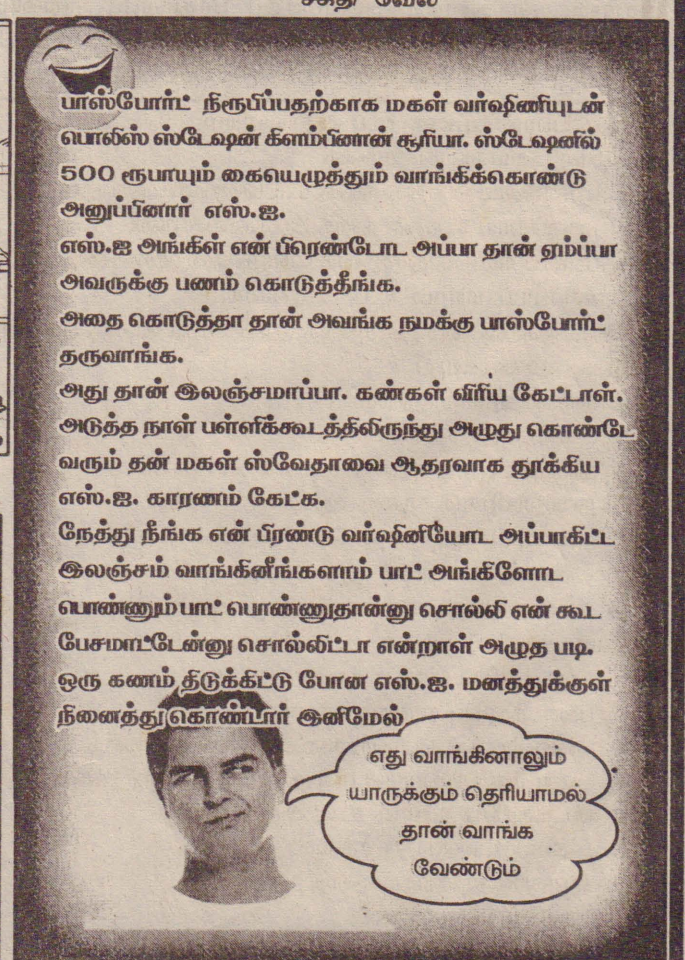 பாஸ்போர்ட் நிரூபிப்பதற்காக மகள் வர்ஷிணியுடன்
பொலிஸ் ஸ்டேஷன் கிளம்பினான் சூரியா. ஸ்டேஷனில்
500 ரூபாயும் கையெழுத்தும் வாங்கிக்கொண்டு
அனுப்பினார் எஸ்.ஐ.
எஸ்.ஐ அங்கிள் என் பிரெண்டோட அப்பா தான் ஏம்ப்பா
அவருக்கு பணம் கொடுத்தீங்க.
அதை கொடுத்தா தான் அவங்க நமக்கு பாஸ்போர்ட்
தருவாங்க.
அது தான் இலஞ்சமாப்பா. கண்கள் விரிய கேட்டாள்.
அடுத்த நாள் பள்ளிக்கூடத்திலிருந்து அழுது கொண்டே
வரும் தன் மகள் ஸ்வேதாவை ஆதரவாக தூக்கிய
எஸ்.ஐ. காரணம் கேட்க.
நேத்து நீங்க என் பிரண்டு வர்ஷினியோட அப்பாகிட்ட
இலஞ்சம் வாங்கினீங்களாம் பாட் அங்கிளோட
பொண்ணும் பாட் பொண்ணுதான்னு சொல்லி என் கூட
பேசமாட்டேன்னு சொல்லிட்டா என்றாள் அழுத படி.
ஒரு கணம் திடுக்கிட்டு போன எஸ்.ஐ. மனத்துக்குள்
நினைத்து கொண்டார் இனிமேல்
எது வாங்கினாலும்
யாருக்கும் தெரியாமல்
தான் வாங்க
வேண்டும்